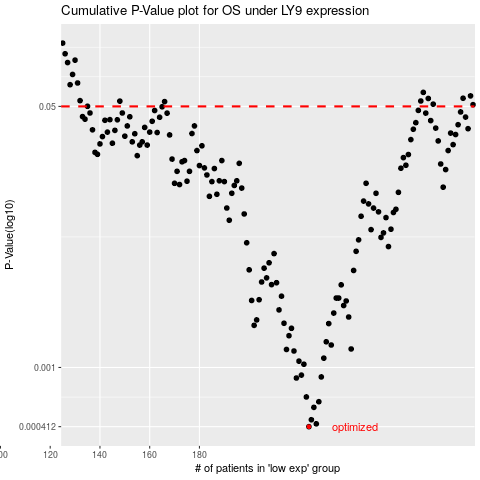 Cumulative P-Value plot for OS under LY9 expression
P-Value(log10)
0.05
0.001
0.000412
optimized
00 120 140 160 180
# of patients in 'low exp' group